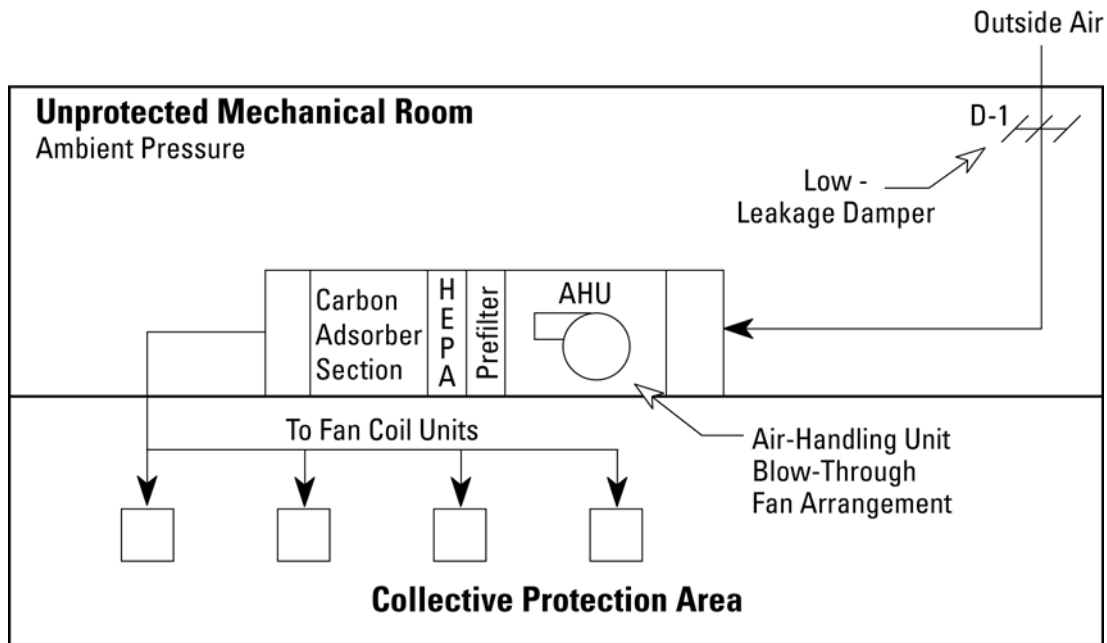 Outside Air
Unprotected Mechanical Room
Ambient Pressure
D-1
Low -
Leakage Damper
Carbon
Adsorber
Section
HEPA
Prefilter
AHU
To Fan Coil Units
Air-Handling Unit
Blow-Through
Fan Arrangement
Collective Protection Area